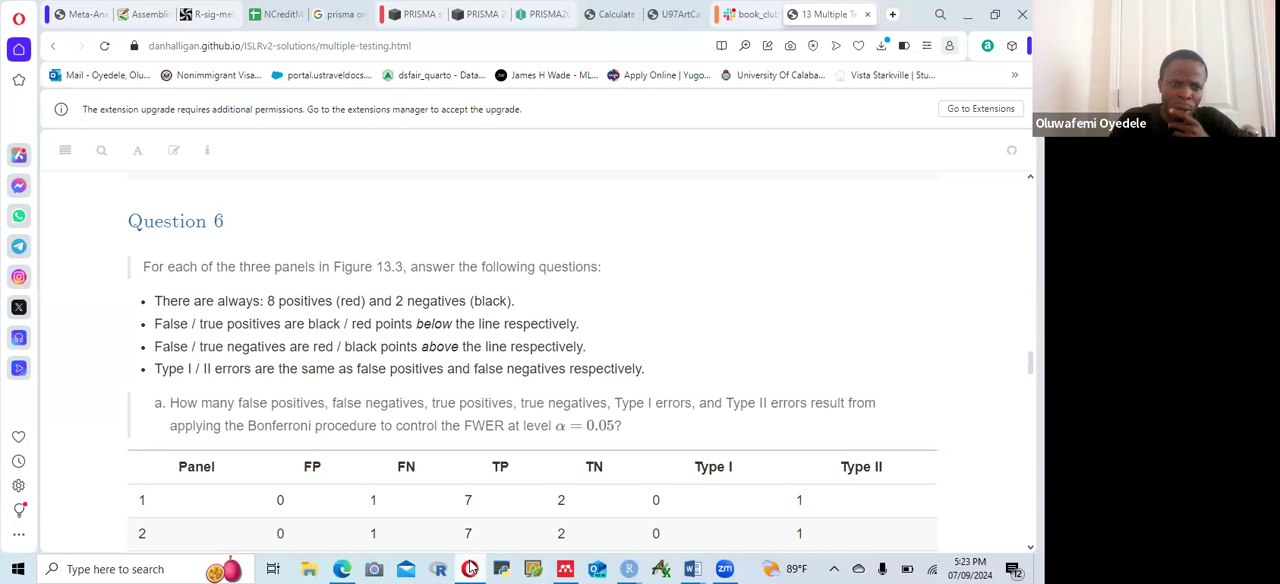 Meta-Ana
Assemblin
R-sig-met
NCreditM
prisma or
PRISMA s
PRISMA 2
PRISMA20
Calculate
U97ArtCa
book_club
13 Multiple Te
danhalligan.github.io/ISLRv2-solutions/multiple-testing.html
Mail - Oyedele, Olu...
Nonimmigrant Visa...
portal.ustraveldocs....
dsfair_quarto - Data...
James H Wade - ML...
Apply Online | Yugo...
University Of Calaba...
Vista Starkville | Stu...
The extension upgrade requires additional permissions. Go to the extensions manager to accept the upgrade.
Go to Extensions
Oluwafemi Oyedele
Question 6
For each of the three panels in Figure 13.3, answer the following questions:
• There are always: 8 positives (red) and 2 negatives (black).
• False / true positives are black / red points below the line respectively.
• False / true negatives are red / black points above the line respectively.
• Type I / II errors are the same as false positives and false negatives respectively.
a. How many false positives, false negatives, true positives, true negatives, Type I errors, and Type II errors result from
applying the Bonferroni procedure to control the FWER at level α = 0.05?
Panel FP FN TP TN Type I Type II
1 0 1 7 2 0 1
2 0 1 7 2 0 1
Type here to search
89°F
5:23 PM
07/09/2024
12